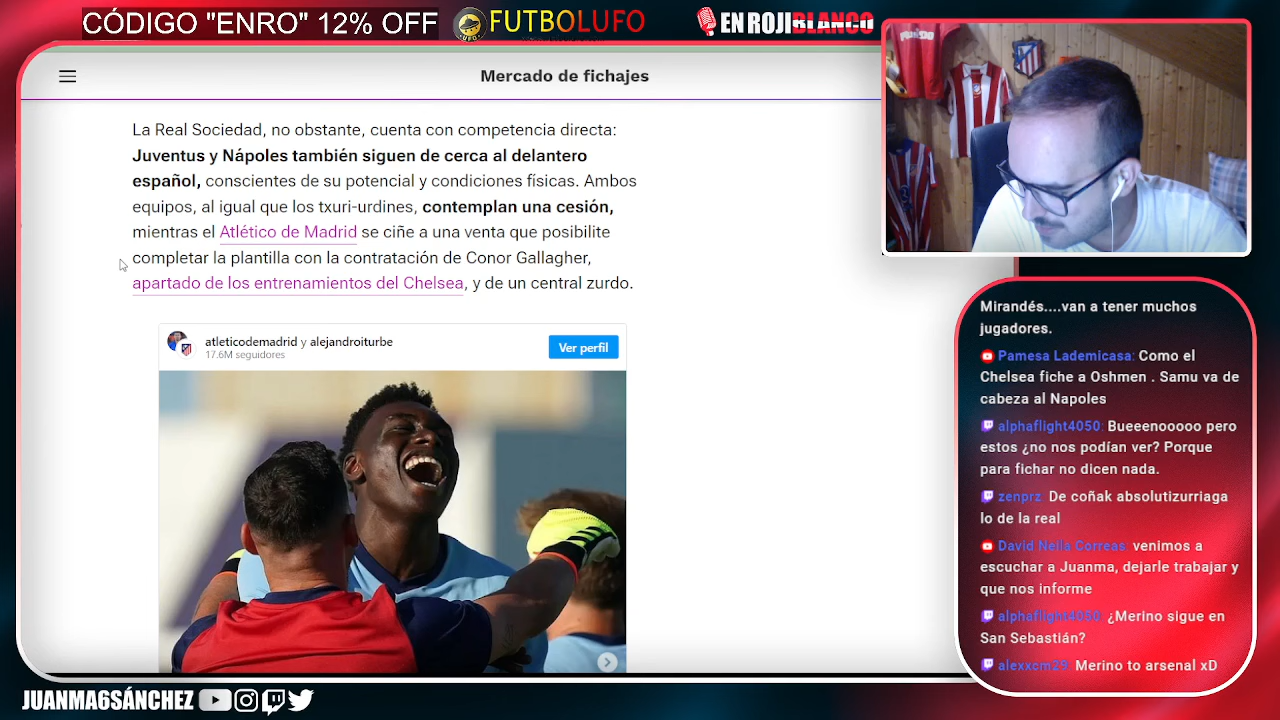 CÓDIGO "ENRO" 12% OFF
FUTBOLUFO
EN ROJIBLANCO
Mercado de fichajes
La Real Sociedad, no obstante, cuenta con competencia directa:
Juventus y Nápoles también siguen de cerca al delantero
español, conscientes de su potencial y condiciones físicas. Ambos
equipos, al igual que los txuri-urdines, contemplan una cesión,
mientras el Atlético de Madrid se ciñe a una venta que posibilite
completar la plantilla con la contratación de Conor Gallagher,
apartado de los entrenamientos del Chelsea, y de un central zurdo.
atleticodemadrid y alejandroiturbe
17.6M seguidores
Ver perfil
Mirandés....van a tener muchos
jugadores.
Pamesa Lademicasa: Como el
Chelsea fiche a Oshmen . Samu va de
cabeza al Napoles
alphaflight4050: Bueeenooooo pero
estos ¿no nos podían ver? Porque
para fichar no dicen nada.
zenprz: De coñak absolutizurriaga
lo de la real
David Neila Correas: venimos a
escuchar a Juanma, dejarle trabajar y
que nos informe
alphaflight4050: ¿Merino sigue en
San Sebastián?
alexxcm29: Merino to arsenal xD
JUANMA6SÁNCHEZ